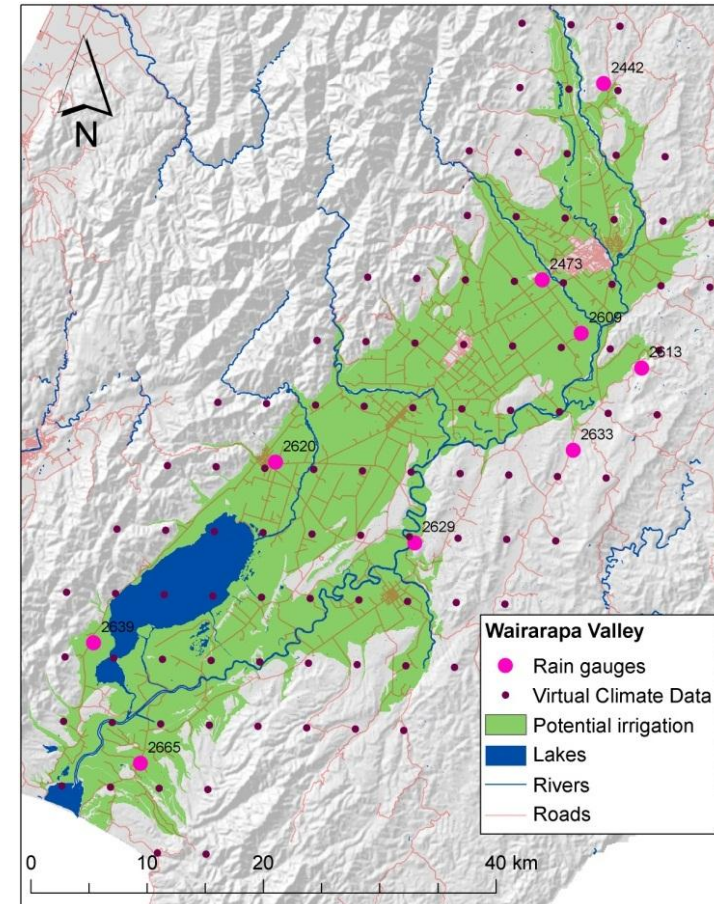 2442
N
2473
2609
2613
2620
2633
2629
2639
2665
Wairarapa Valley
Rain gauges
Virtual Climate Data
Potential irrigation
Lakes
Rivers
Roads
0 10 20 40 km